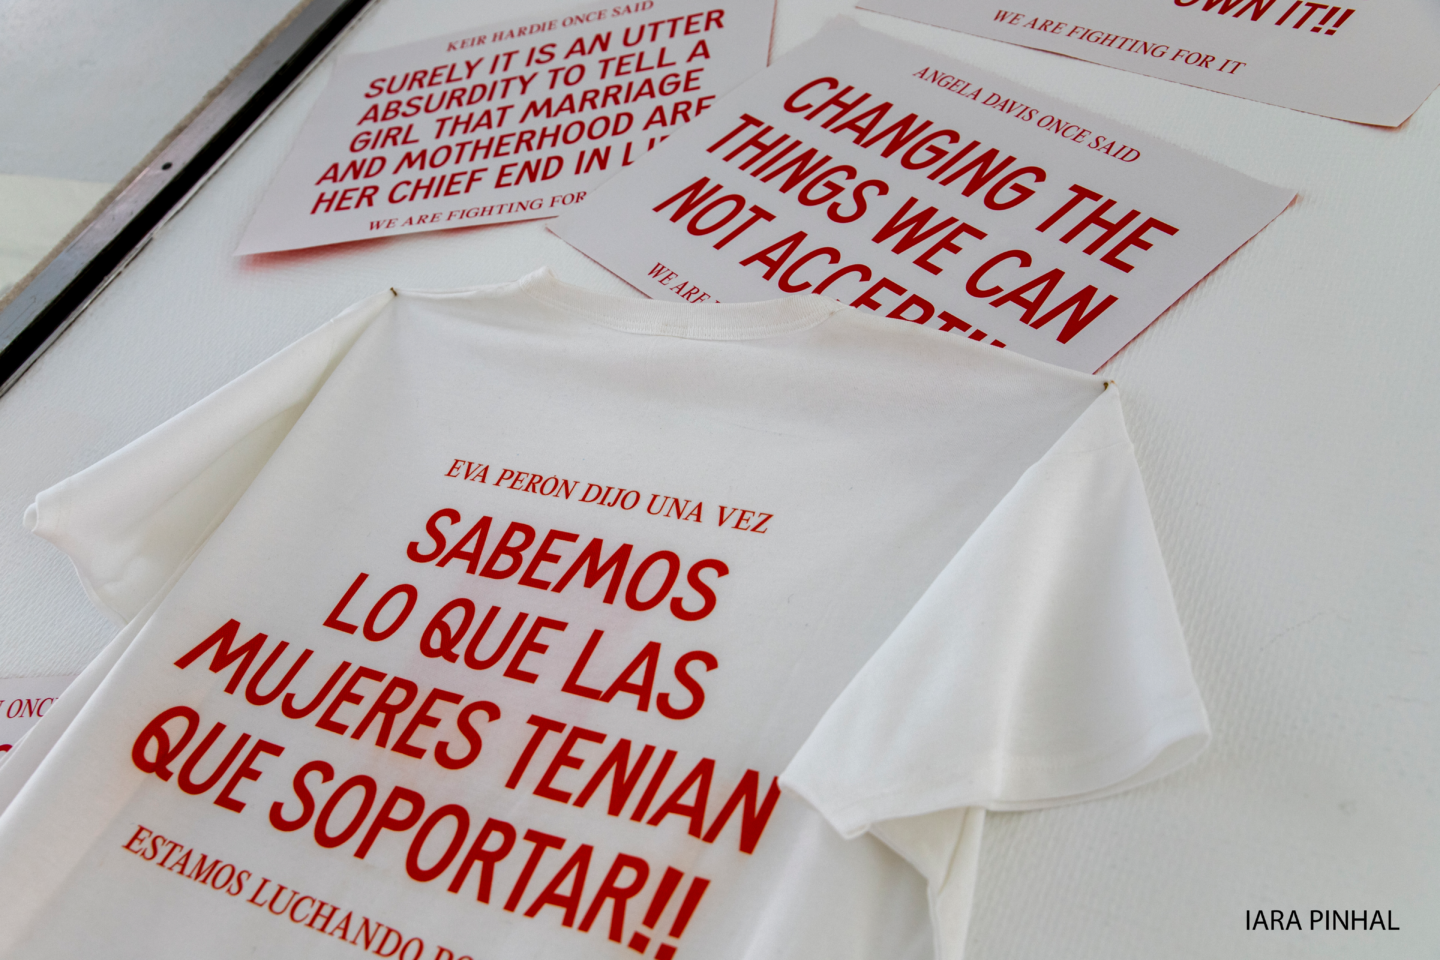 KEIR HARDIE ONCE SAID
SURELY IT IS AN UTTER
ABSURDITY TO TELL A
GIRL THAT MARRIAGE
AND MOTHERHOOD ARE
HER CHIEF END IN
WE ARE FIGHTING FOR
OWN IT!!
WE ARE FIGHTING FOR IT
ANGELA DAVIS ONCE SAID
CHANGING THE
THINGS WE CAN
NOT
WE ARE
EVA PERÓN DIJO UNA VEZ
SABEMOS
LO QUE LAS
MUJERES TENIAN
QUE SOPORTAR!!
ESTAMOS LUCHANDO
IARA PINHAL